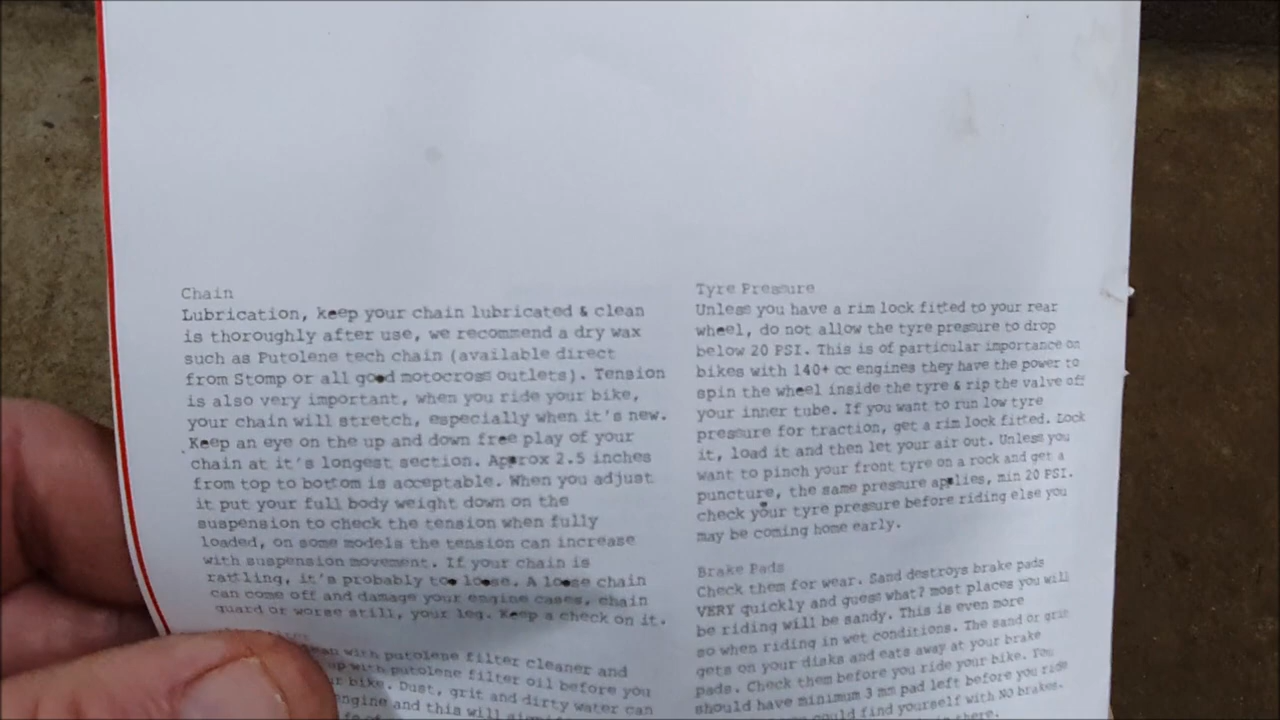 Chain
Lubrication, keep your chain lubricated & clean
is thoroughly after use, we recommend a dry wax
such as Putolene tech chain (available direct
from Stomp or all good motocross outlets). Tension
is also very important, when you ride your bike,
your chain will stretch, especially when it's new.
Keep an eye on the up and down free play of your
chain at it's longest section. Approx 2.5 inches
from top to bottom is acceptable. When you adjust
it put your full body weight down on the
suspension to check the tension when fully
loaded, on some models the tension can increase
with suspension movement. If your chain is
rattling, it's probably too loose. A loose chain
can come off and damage your engine cases, chain
guard or worse still, your leg. Keep a check on it.
with putolene filter cleaner and
up with putolene filter oil before you
bike. Dust, grit and dirty water can
and this will
Tyre Pressure
Unless you have a rim lock fitted to your rear
wheel, do not allow the tyre pressure to drop
below 20 PSI. This is of particular importance on
bikes with 140+ cc engines they have the power to
spin the wheel inside the tyre & rip the valve off
your inner tube. If you want to run low tyre
pressure for traction, get a rim lock fitted. Lock
it, load it and then let your air out. Unless you
want to pinch your front tyre on a rock and get a
puncture, the same pressure applies, min 20 PSI.
check your tyre pressure before riding else you
may be coming home early.
Brake Pads
Check them for wear. Sand destroys brake pads
VERY quickly and guess what? most places you will
be riding will be sandy. This is even more
so when riding in wet conditions. The sand or grit
gets on your disks and eats away at your brake
pads. Check them before you ride your bike. You
should have minimum 3 mm pad left before you ride
could find yourself with NO brakes.
there.